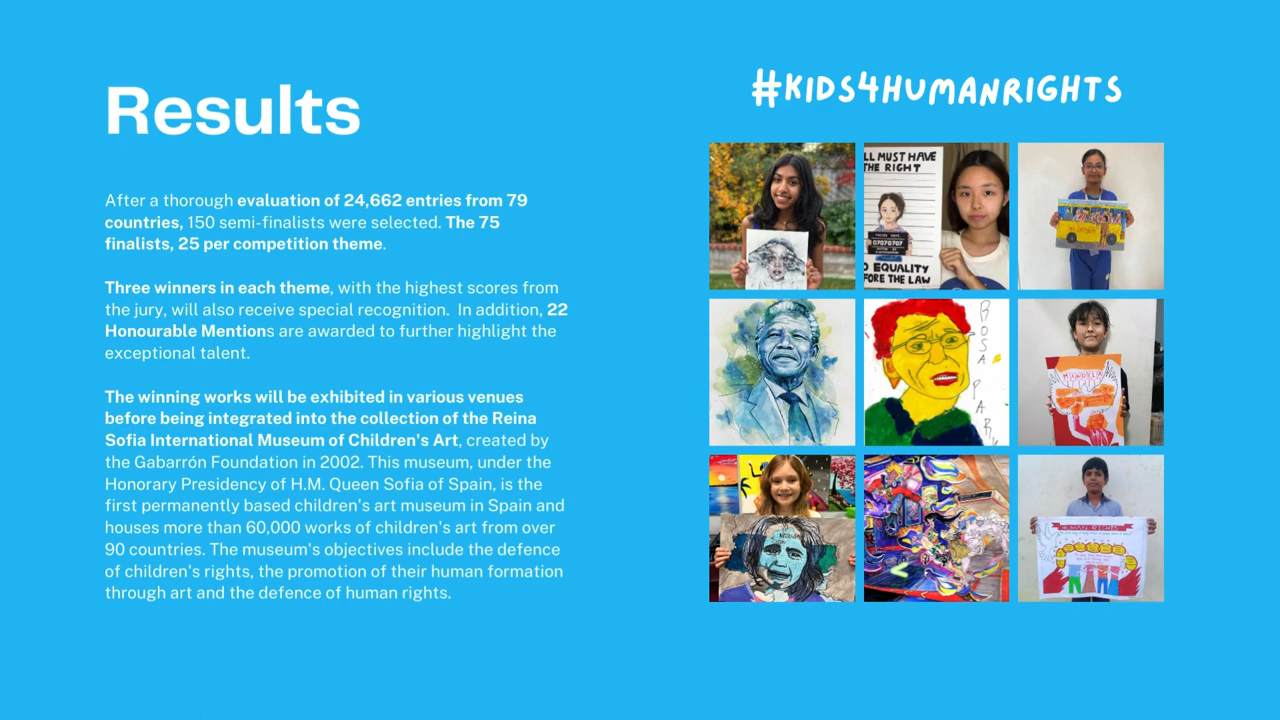 Results
After a thorough evaluation of 24,662 entries from 79
countries, 150 semi-finalists were selected. The 75
finalists, 25 per competition theme.
Three winners in each theme, with the highest scores from
the jury, will also receive special recognition.  In addition, 22
Honourable Mentions are awarded to further highlight the
exceptional talent.
The winning works will be exhibited in various venues
before being integrated into the collection of the Reina
Sofia International Museum of Children's Art, created by
the Gabarrón Foundation in 2002. This museum, under the
Honorary Presidency of H.M. Queen Sofia of Spain, is the
first permanently based children's art museum in Spain and
houses more than 60,000 works of children's art from over
90 countries. The museum's objectives include the defence
of children's rights, the promotion of their human formation
through art and the defence of human rights.
#KIDS4HUMANRIGHTS
LL MUST HAVE
THE RIGHT
07070707
EQUALITY
FORE THE LAW
ROSA PAR
MANDELA
HUMAN RIGHTS